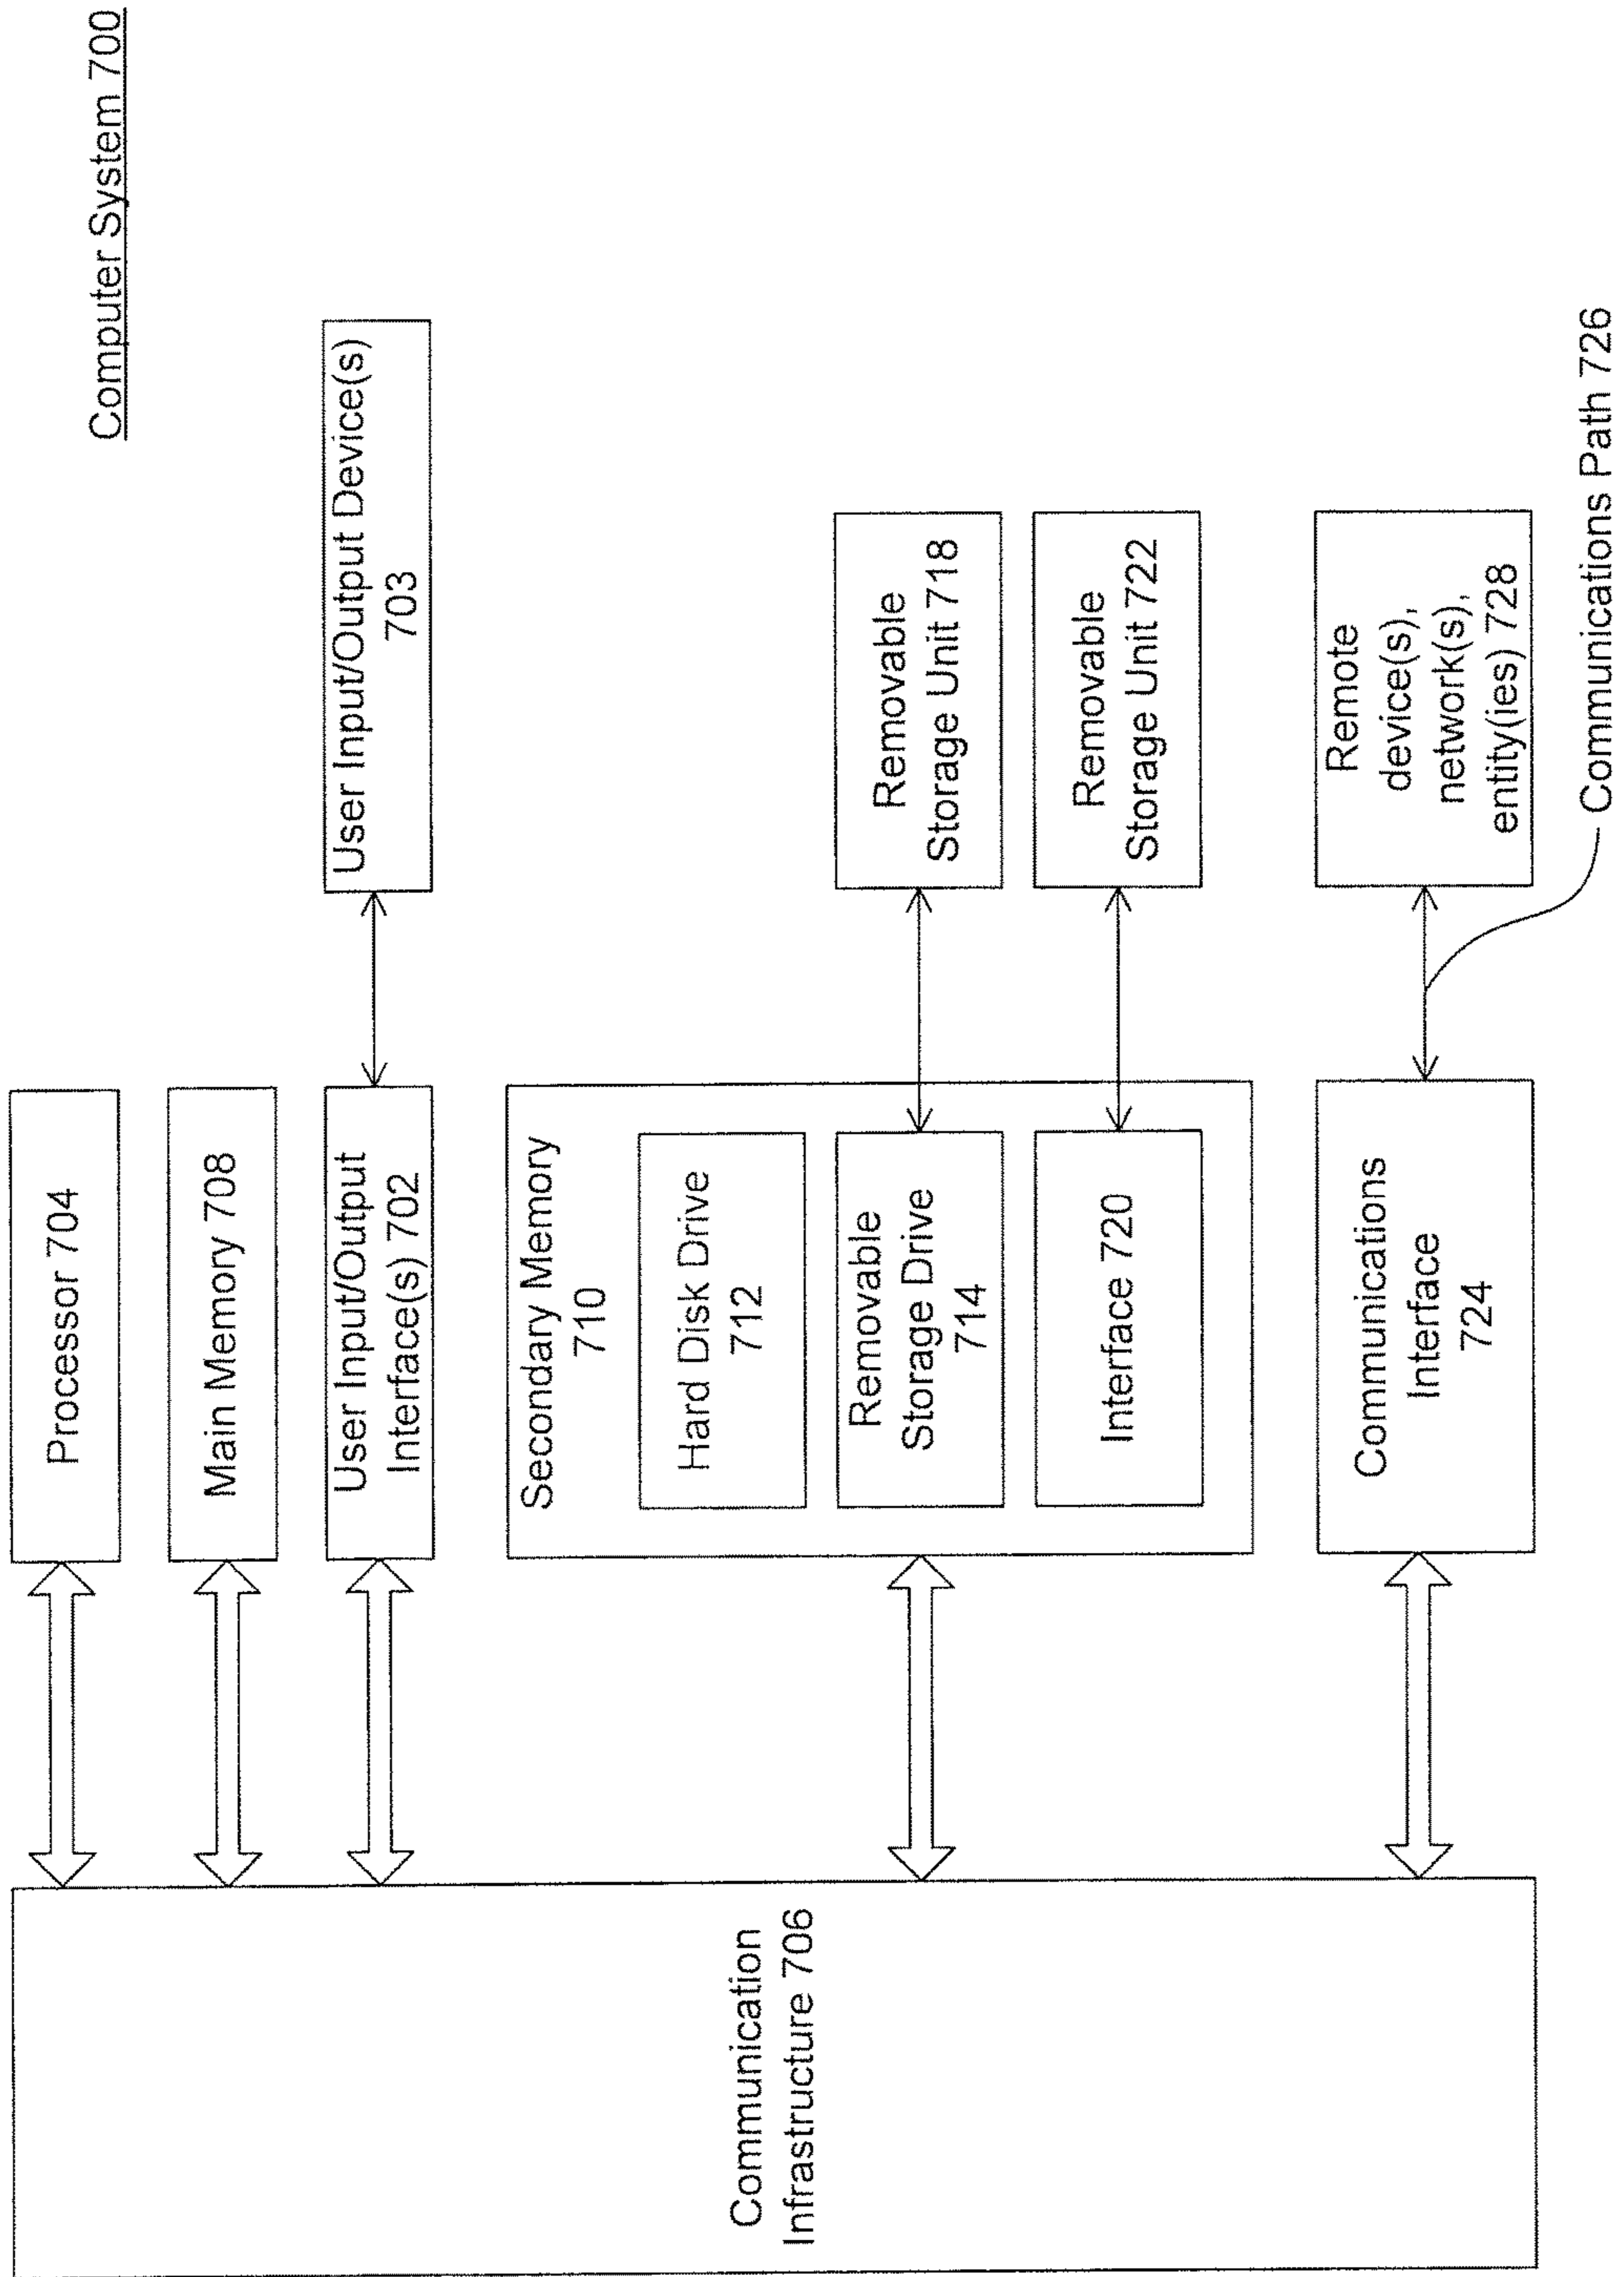 Computer System 700
Processor 704
Main Memory 708
User Input/Output
Interface(s) 702
User Input/Output Device(s)
703
Secondary Memory
710
Hard Disk Drive
712
Removable
Storage Drive
714
Interface 720
Removable
Storage Unit 718
Removable
Storage Unit 722
Communications
Interface
724
Remote
device(s),
network(s),
entity(ies) 728
Communications Path 726
Communication
Infrastructure 706